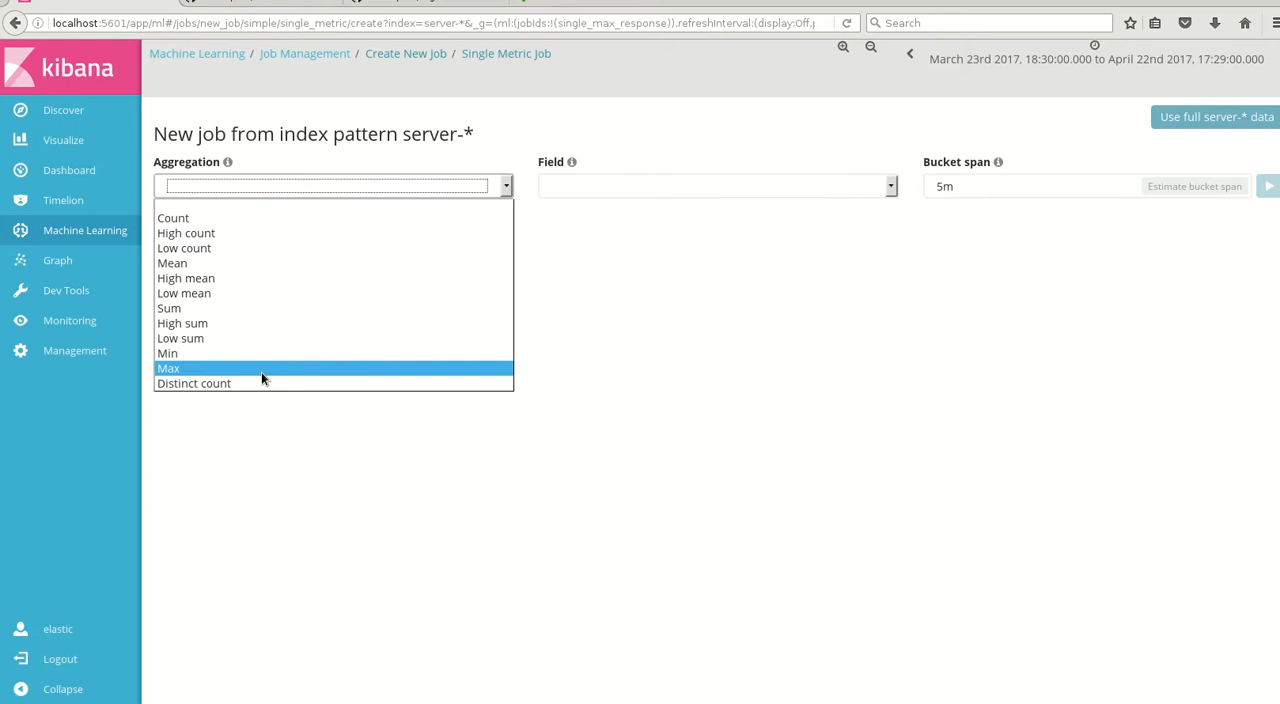 localhost:5601/app/ml#/jobs/new_job/simple/single_metric/create?index=server-*&_g=(ml:(jobIds:!(single_max_response)),refreshInterval:(display:Off,p
Search
kibana
Machine Learning / Job Management / Create New Job / Single Metric Job
March 23rd 2017, 18:30:00.000 to April 22nd 2017, 17:29:00.000
Discover
Visualize
Dashboard
Timelion
Machine Learning
Graph
Dev Tools
Monitoring
Management
elastic
Logout
Collapse
Use full server-* data
New job from index pattern server-*
Aggregation
Field
Bucket span
5m
Estimate bucket span
Count
High count
Low count
Mean
High mean
Low mean
Sum
High sum
Low sum
Min
Max
Distinct count